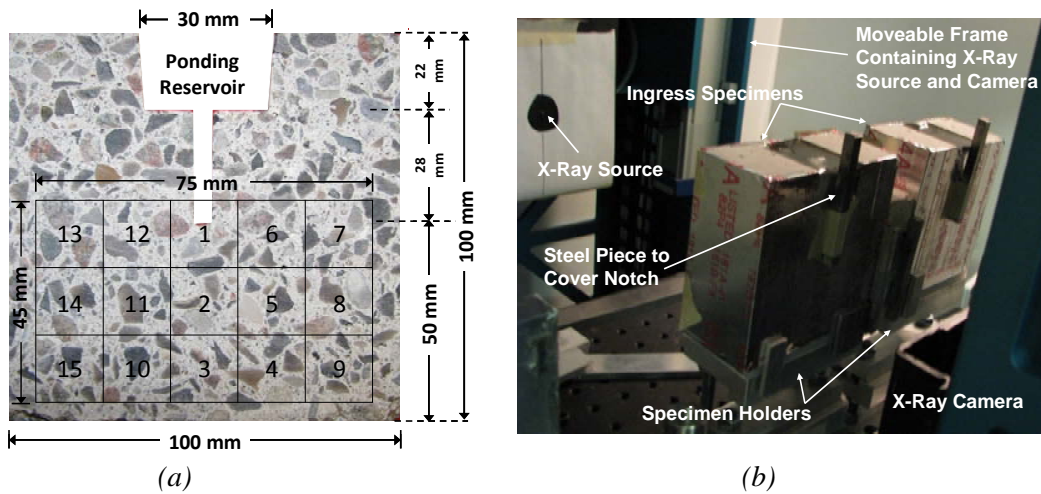 30 mm
Ponding
Reservoir
22
mm
28
mm
75 mm
100 mm
13 12 1 6 7
14 11 2 5 8
45 mm
15 10 3 4 9
50 mm
100 mm
(a)
Moveable Frame
Containing X-Ray
Source and Camera
Ingress Specimens
X-Ray Source
Steel Piece to
Cover Notch
Specimen Holders
X-Ray Camera
(b)